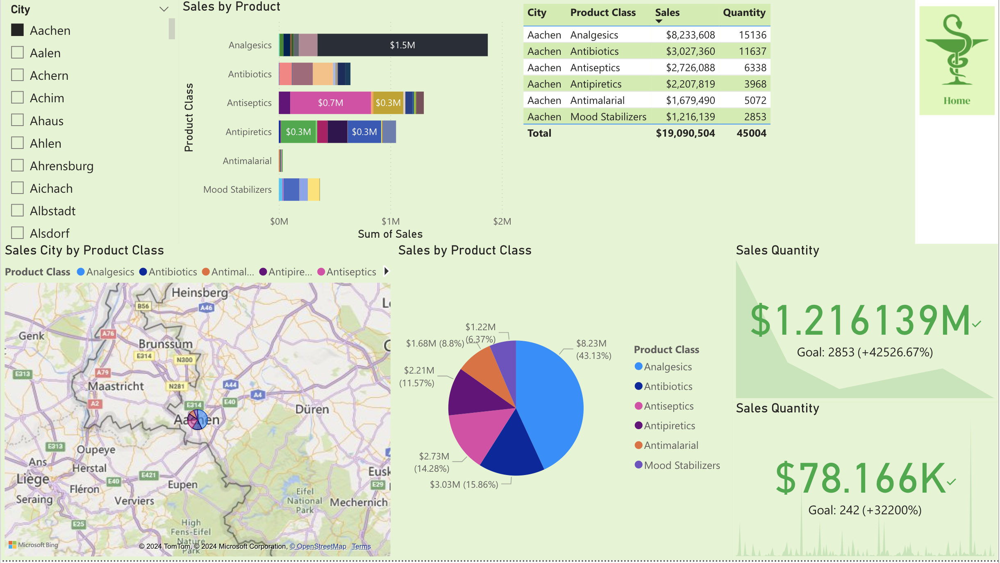 City
Aachen
Aalen
Achern
Achim
Ahaus
Ahlen
Ahrensburg
Aichach
Albstadt
Alsdorf
Sales by Product
Product Class
Analgesics
$1.5M
Antibiotics
Antiseptics
$0.7M
$0.3M
Antipiretics
$0.3M
$0.3M
Antimalarial
Mood Stabilizers
$0M $1M $2M
Sum of Sales
City Product Class Sales Quantity
Aachen Analgesics $8,233,608 15136
Aachen Antibiotics $3,027,360 11637
Aachen Antiseptics $2,726,088 6338
Aachen Antipiretics $2,207,819 3968
Aachen Antimalarial $1,679,490 5072
Aachen Mood Stabilizers $1,216,139 2853
Total $19,090,504 45004
Home
Sales City by Product Class
Product Class Analgesics Antibiotics Antimal... Antipire... Antiseptics
Heinsberg
B56
A46
Genk
A76
Brunssum
E314
N300
E313
A79
Maastricht
N281
A44
A4
A2
E314
E40
Düren
Aachen
E313
Oupeye
Ans
Herstal
Liège
E40
E421
Eupen
Fléron
Seraing
Verviers
E29
Eifel
National
Park
Mechernich
E25
High
Fens-Eifel
Nature
Park
Microsoft Bing
© 2024 TomTom, © 2024 Microsoft Corporation, © OpenStreetMap Terms
Sales by Product Class
$1.22M
(6.37%)
$1.68M (8.8%)
$8.23M
(43.13%)
$2.21M
(11.57%)
$2.73M
(14.28%)
$3.03M (15.86%)
Product Class
Analgesics
Antibiotics
Antiseptics
Antipiretics
Antimalarial
Mood Stabilizers
Sales Quantity
$1.216139M
Goal: 2853 (+42526.67%)
Sales Quantity
$78.166K
Goal: 242 (+32200%)